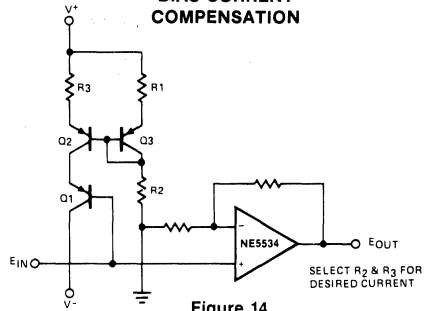 BIAS CURRENT
COMPENSATION
V+
R3
R1
Q2
Q3
Q1
R2
NE5534
−
+
EIN
EOUT
SELECT R2 & R3 FOR
DESIRED CURRENT
V-
Figure 14